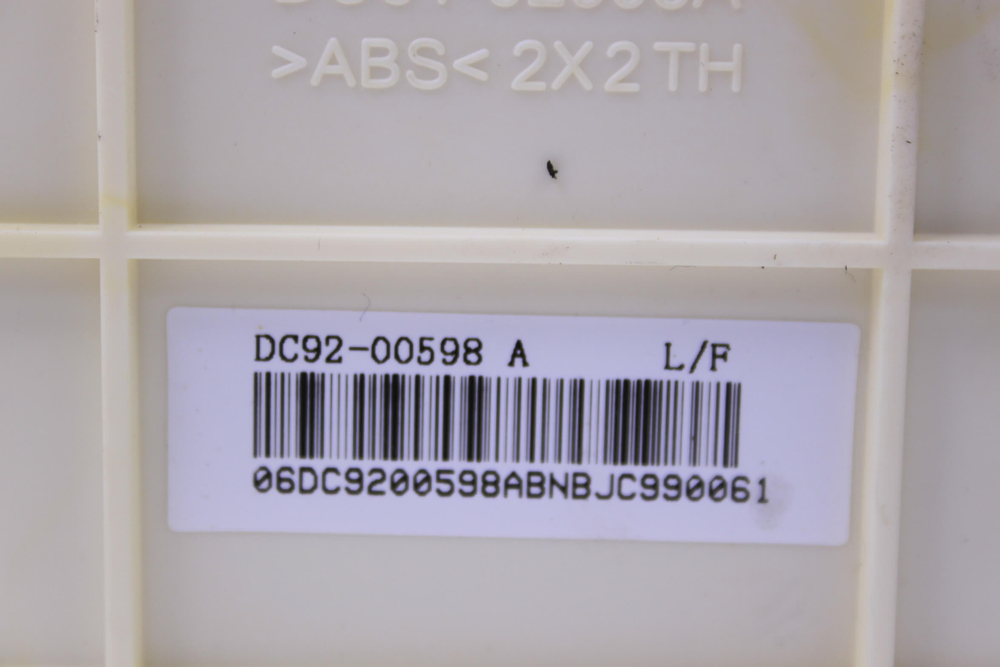 >ABS< 2X2TH
DC92-00598 A L/F
06DC9200598ABNBJC990061